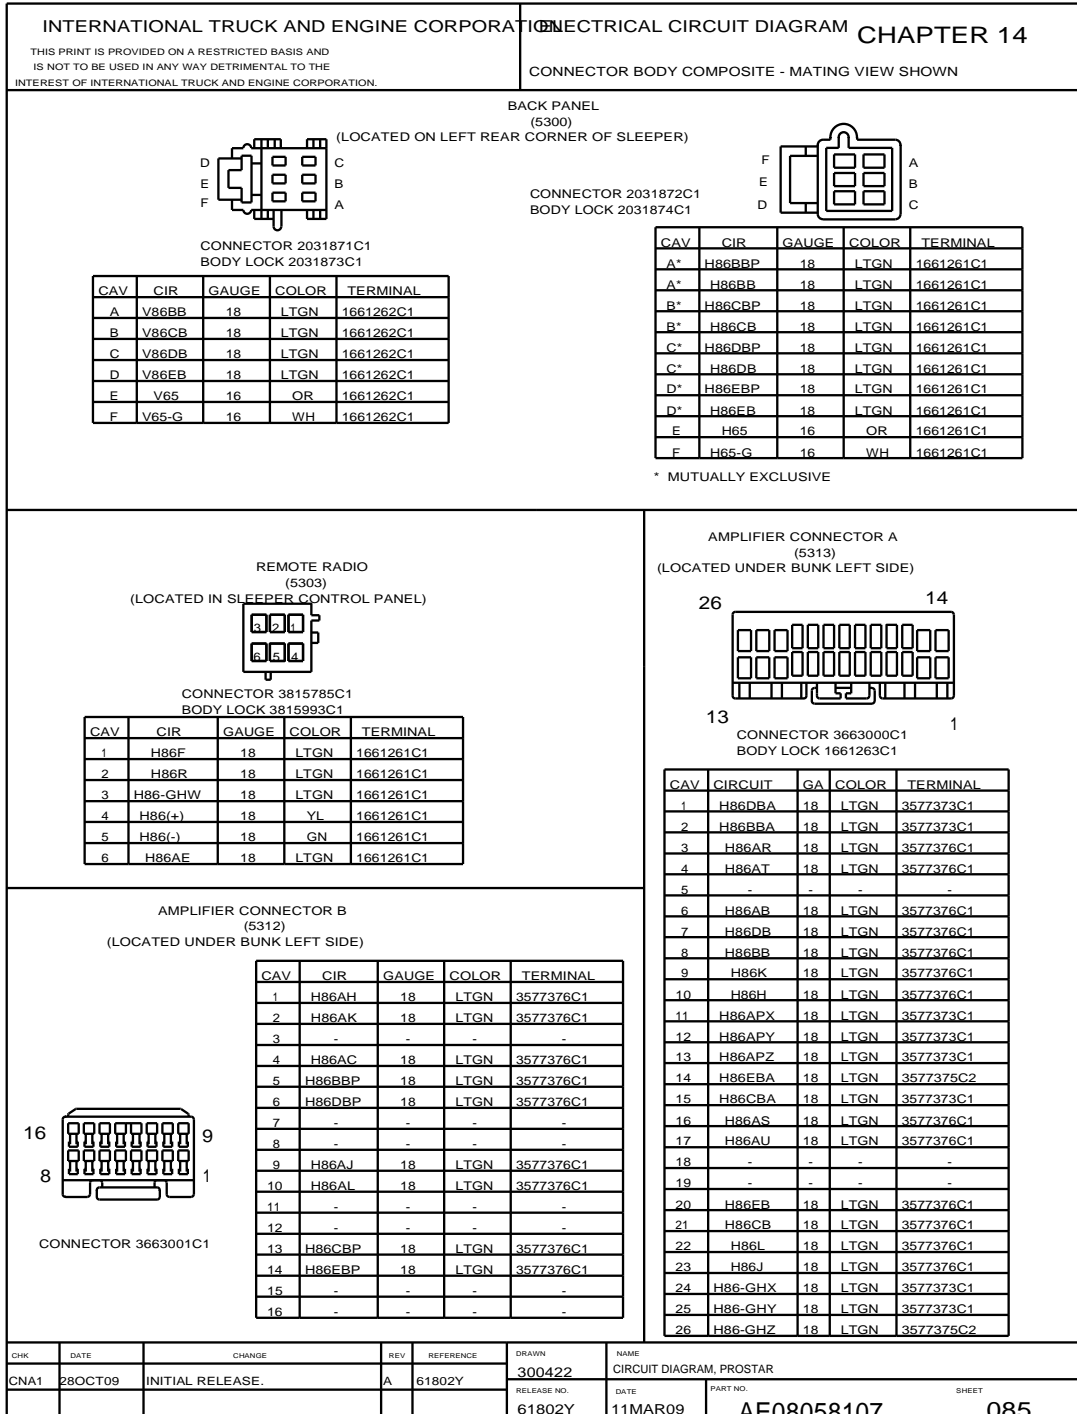 INTERNATIONAL TRUCK AND ENGINE CORPORATION
THIS PRINT IS PROVIDED ON A RESTRICTED BASIS AND
IS NOT TO BE USED IN ANY WAY DETRIMENTAL TO THE
INTEREST OF INTERNATIONAL TRUCK AND ENGINE CORPORATION.
ELECTRICAL CIRCUIT DIAGRAM CHAPTER 14
CONNECTOR BODY COMPOSITE - MATING VIEW SHOWN
BACK PANEL
(5300)
(LOCATED ON LEFT REAR CORNER OF SLEEPER)
D C
E B
F A
CONNECTOR 2031871C1
BODY LOCK 2031873C1
CAV CIR GAUGE COLOR TERMINAL
A V86BB 18 LTGN 1661262C1
B V86CB 18 LTGN 1661262C1
C V86DB 18 LTGN 1661262C1
D V86EB 18 LTGN 1661262C1
E V65 16 OR 1661262C1
F V65-G 16 WH 1661262C1
F A
E B
D C
CONNECTOR 2031872C1
BODY LOCK 2031874C1
CAV CIR GAUGE COLOR TERMINAL
A* H86BBP 18 LTGN 1661261C1
A* H86BB 18 LTGN 1661261C1
B* H86CBP 18 LTGN 1661261C1
B* H86CB 18 LTGN 1661261C1
C* H86DBP 18 LTGN 1661261C1
C* H86DB 18 LTGN 1661261C1
D* H86EBP 18 LTGN 1661261C1
D* H86EB 18 LTGN 1661261C1
E H65 16 OR 1661261C1
F H65-G 16 WH 1661261C1
* MUTUALLY EXCLUSIVE
REMOTE RADIO
(5303)
(LOCATED IN SLEEPER CONTROL PANEL)
3 2 1
6 5 4
CONNECTOR 3815785C1
BODY LOCK 3815993C1
CAV CIR GAUGE COLOR TERMINAL
1 H86F 18 LTGN 1661261C1
2 H86R 18 LTGN 1661261C1
3 H86-GHW 18 LTGN 1661261C1
4 H86(+) 18 YL 1661261C1
5 H86(-) 18 GN 1661261C1
6 H86AE 18 LTGN 1661261C1
AMPLIFIER CONNECTOR A
(5313)
(LOCATED UNDER BUNK LEFT SIDE)
26 14
13 1
CONNECTOR 3663000C1
BODY LOCK 1661263C1
CAV CIRCUIT GA COLOR TERMINAL
1 H86DBA 18 LTGN 3577373C1
2 H86BBA 18 LTGN 3577373C1
3 H86AR 18 LTGN 3577376C1
4 H86AT 18 LTGN 3577376C1
5 - - - -
6 H86AB 18 LTGN 3577376C1
7 H86DB 18 LTGN 3577376C1
8 H86BB 18 LTGN 3577376C1
9 H86K 18 LTGN 3577376C1
10 H86H 18 LTGN 3577376C1
11 H86APX 18 LTGN 3577373C1
12 H86APY 18 LTGN 3577373C1
13 H86APZ 18 LTGN 3577373C1
14 H86EBA 18 LTGN 3577375C2
15 H86CBA 18 LTGN 3577373C1
16 H86AS 18 LTGN 3577376C1
17 H86AU 18 LTGN 3577376C1
18 - - - -
19 - - - -
20 H86EB 18 LTGN 3577376C1
21 H86CB 18 LTGN 3577376C1
22 H86L 18 LTGN 3577376C1
23 H86J 18 LTGN 3577376C1
24 H86-GHX 18 LTGN 3577373C1
25 H86-GHY 18 LTGN 3577373C1
26 H86-GHZ 18 LTGN 3577375C2
AMPLIFIER CONNECTOR B
(5312)
(LOCATED UNDER BUNK LEFT SIDE)
16 9
8 1
CONNECTOR 3663001C1
CAV CIR GAUGE COLOR TERMINAL
1 H86AH 18 LTGN 3577376C1
2 H86AK 18 LTGN 3577376C1
3 - - - -
4 H86AC 18 LTGN 3577376C1
5 H86BBP 18 LTGN 3577376C1
6 H86DBP 18 LTGN 3577376C1
7 - - - -
8 - - - -
9 H86AJ 18 LTGN 3577376C1
10 H86AL 18 LTGN 3577376C1
11 - - - -
12 - - - -
13 H86CBP 18 LTGN 3577376C1
14 H86EBP 18 LTGN 3577376C1
15 - - - -
16 - - - -
CHK DATE CHANGE REV REFERENCE
CNA1 28OCT09 INITIAL RELEASE. A 61802Y
DRAWN
300422
NAME
CIRCUIT DIAGRAM, PROSTAR
RELEASE NO.
61802Y
DATE
11MAR09
PART NO.
AE08058107
SHEET
085